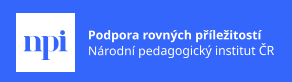 npi
Podpora rovných příležitostí
Národní pedagogický institut ČR